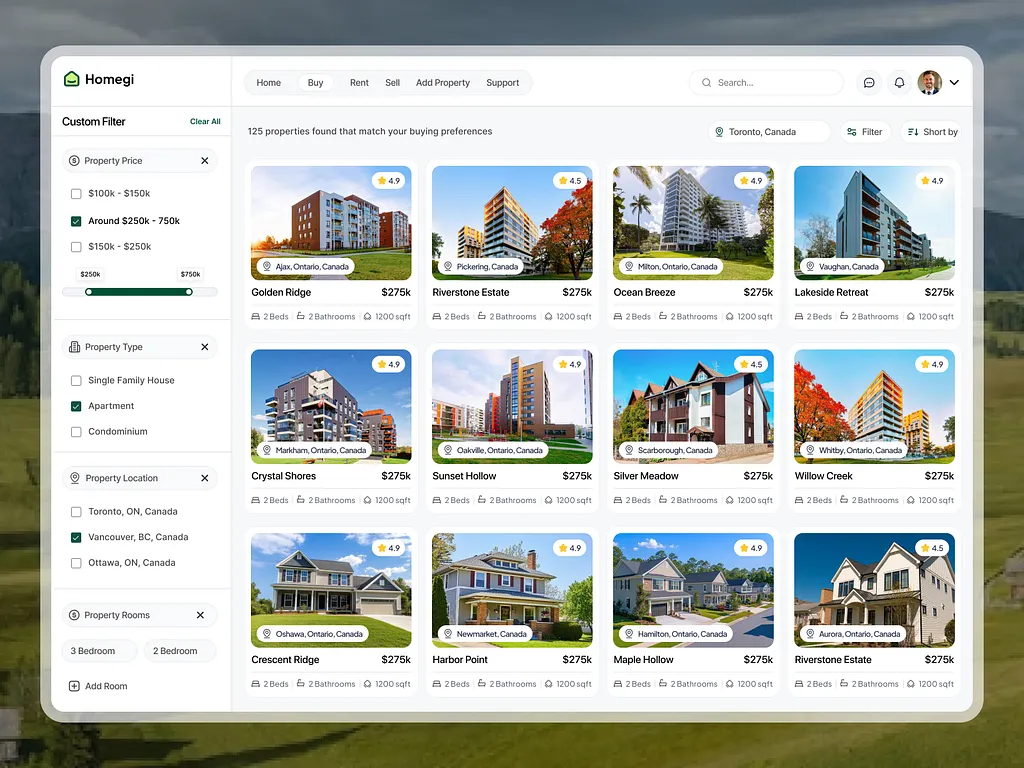 Homegi
Home Buy Rent Sell Add Property Support
Search...
Custom Filter
Clear All
Property Price
$100k - $150k
Around $250k - 750k
$150k - $250k
$250k $750k
Property Type
Single Family House
Apartment
Condominium
Property Location
Toronto, ON, Canada
Vancouver, BC, Canada
Ottawa, ON, Canada
Property Rooms
3 Bedroom 2 Bedroom
Add Room
125 properties found that match your buying preferences
Toronto, Canada
Filter
Short by
4.9
Ajax, Ontario, Canada
Golden Ridge $275k
2 Beds 2 Bathrooms 1200 sqft
4.5
Pickering, Canada
Riverstone Estate $275k
2 Beds 2 Bathrooms 1200 sqft
4.9
Milton, Ontario, Canada
Ocean Breeze $275k
2 Beds 2 Bathrooms 1200 sqft
4.9
Vaughan, Canada
Lakeside Retreat $275k
2 Beds 2 Bathrooms 1200 sqft
4.9
Markham, Ontario, Canada
Crystal Shores $275k
2 Beds 2 Bathrooms 1200 sqft
4.9
Oakville, Ontario, Canada
Sunset Hollow $275k
2 Beds 2 Bathrooms 1200 sqft
4.5
Scarborough, Canada
Silver Meadow $275k
2 Beds 2 Bathrooms 1200 sqft
4.9
Whitby, Ontario, Canada
Willow Creek $275k
2 Beds 2 Bathrooms 1200 sqft
4.9
Oshawa, Ontario, Canada
Crescent Ridge $275k
2 Beds 2 Bathrooms 1200 sqft
4.9
Newmarket, Canada
Harbor Point $275k
2 Beds 2 Bathrooms 1200 sqft
4.9
Hamilton, Ontario, Canada
Maple Hollow $275k
2 Beds 2 Bathrooms 1200 sqft
4.5
Aurora, Ontario, Canada
Riverstone Estate $275k
2 Beds 2 Bathrooms 1200 sqft